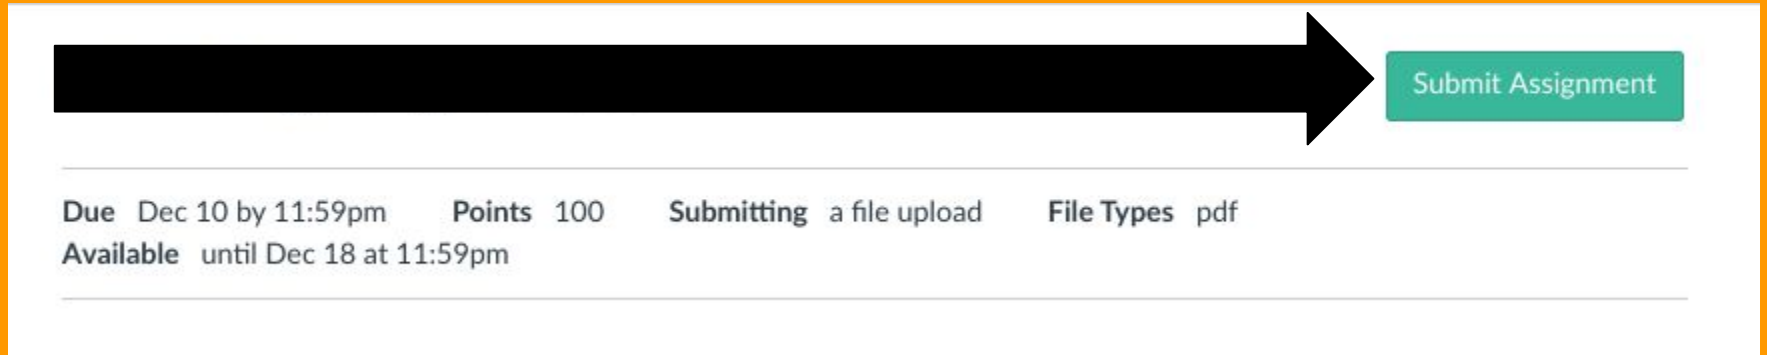 Submit Assignment
Due Dec 10 by 11:59pm Points 100 Submitting a file upload File Types pdf
Available until Dec 18 at 11:59pm